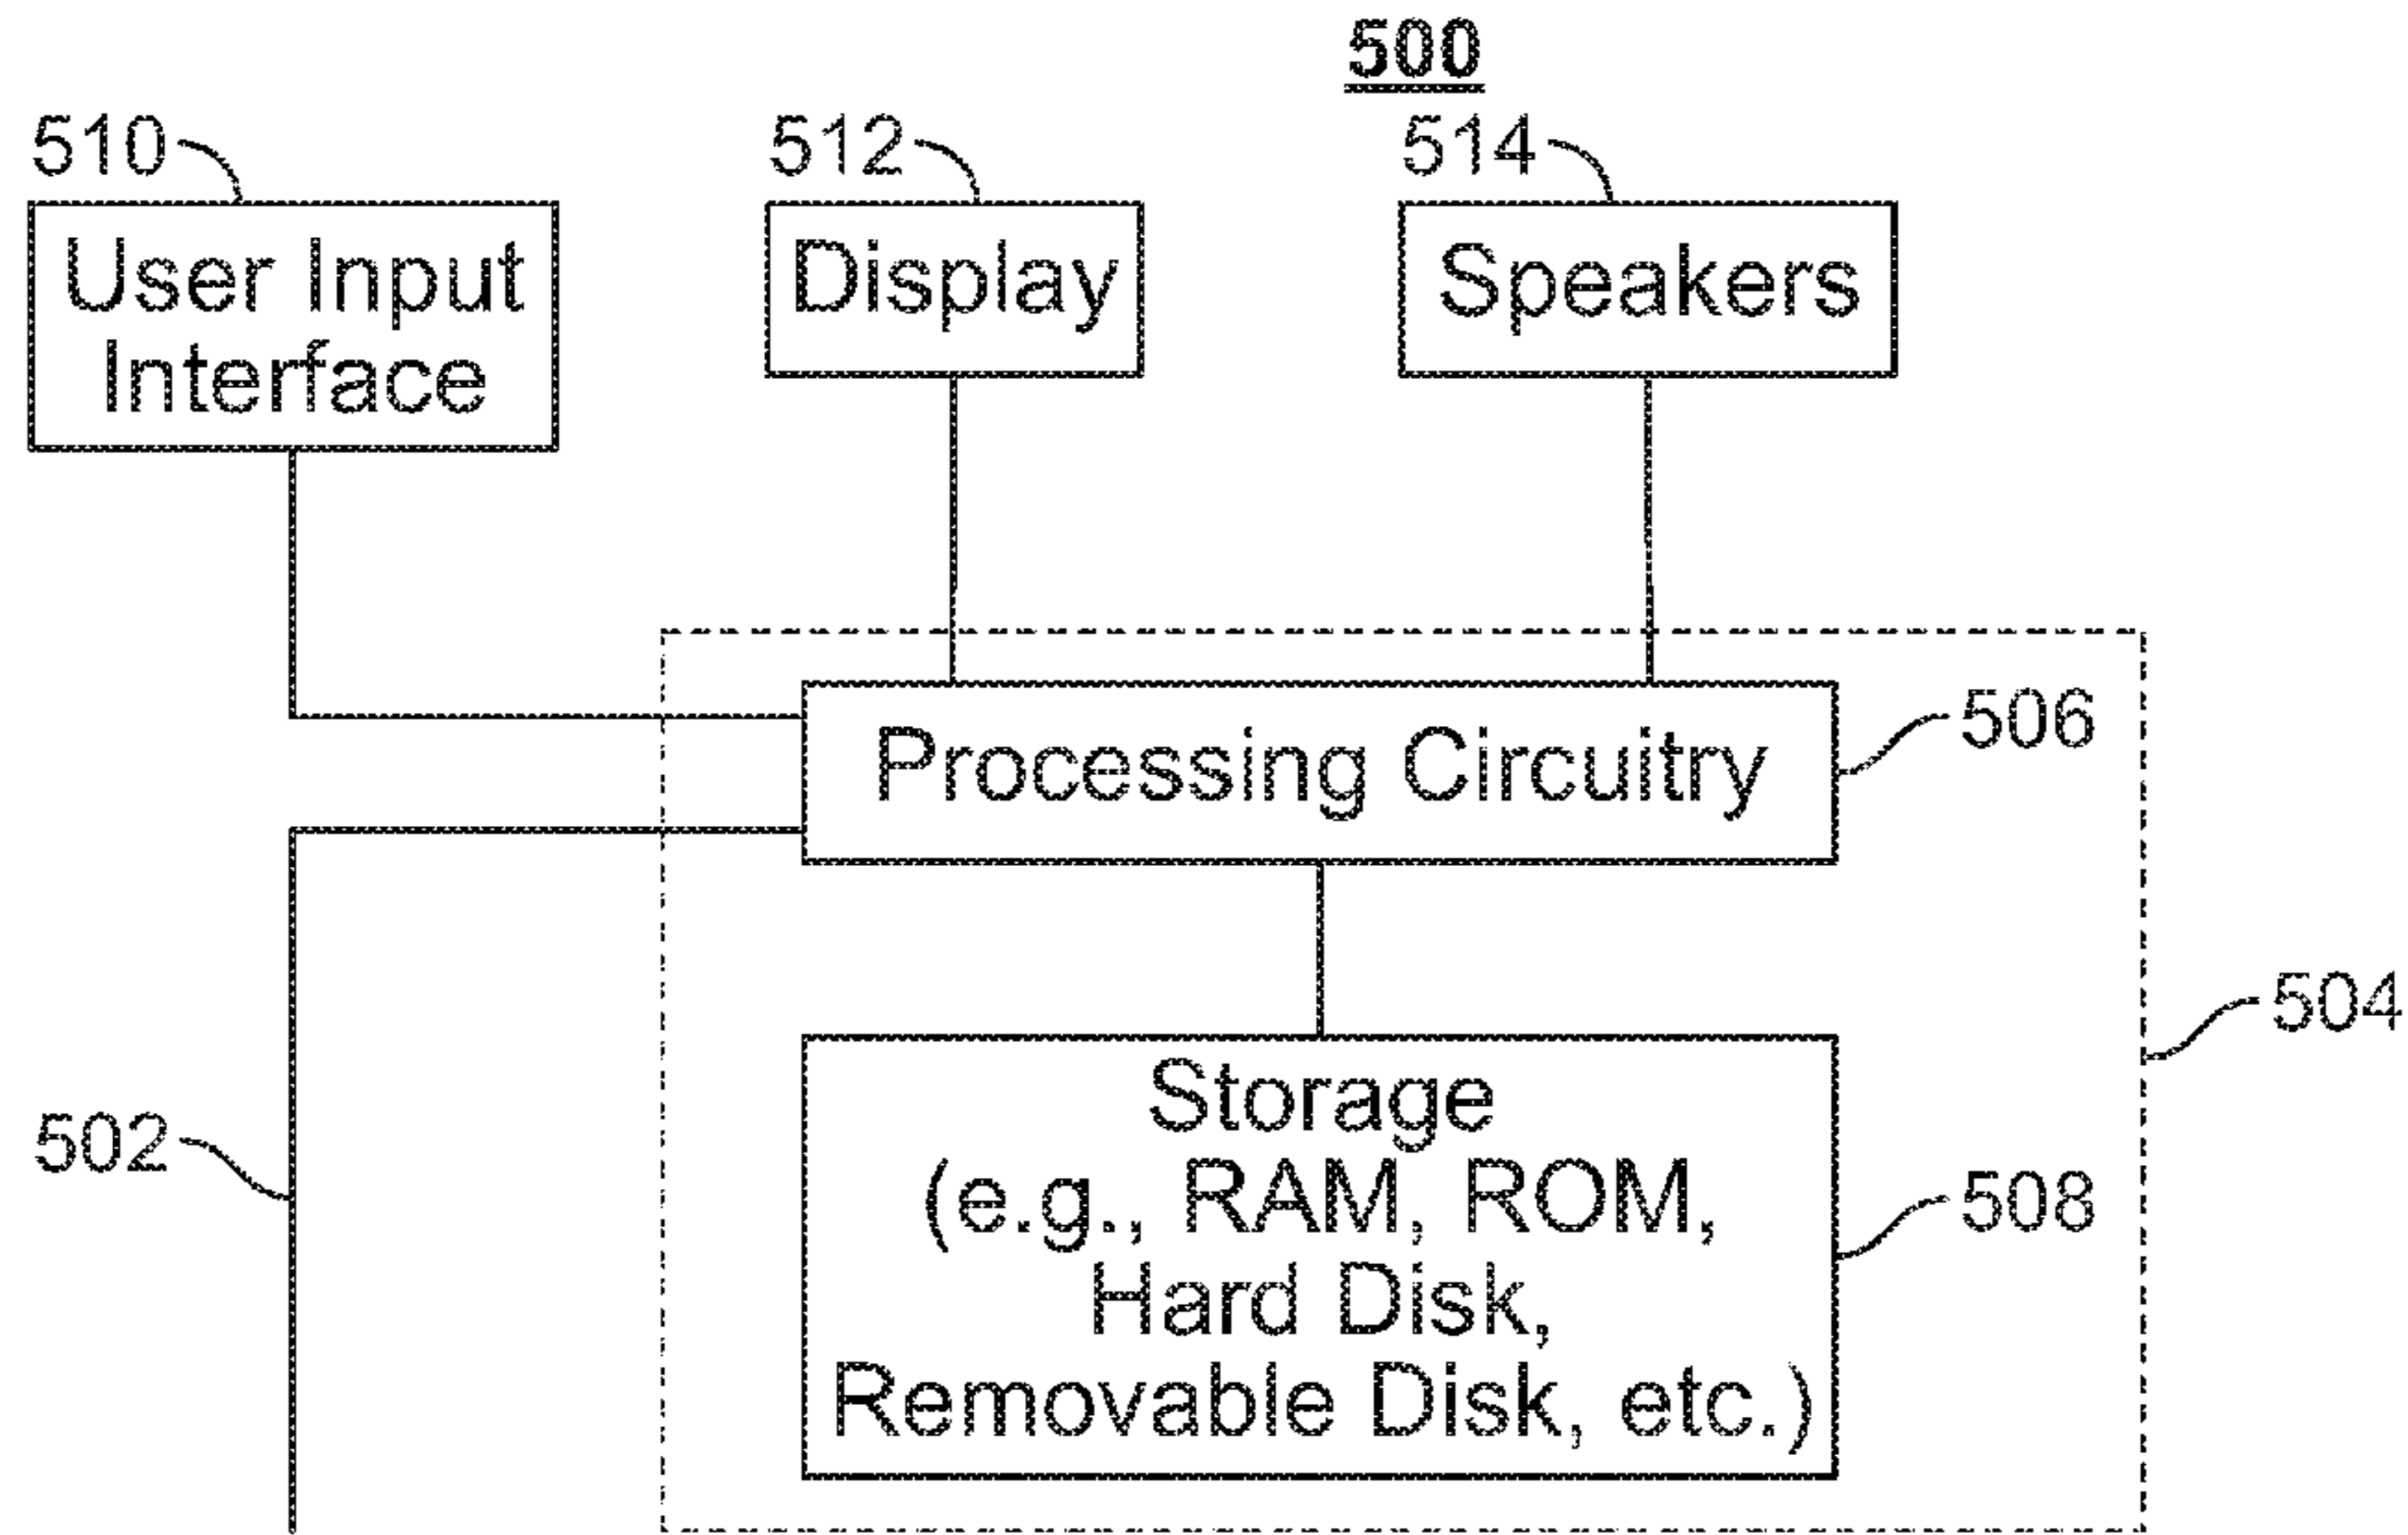 500
510
512
514
User Input
Interface
Display
Speakers
Processing Circuitry
506
504
502
Storage
(e.g., RAM, ROM,
Hard Disk,
Removable Disk, etc.)
508